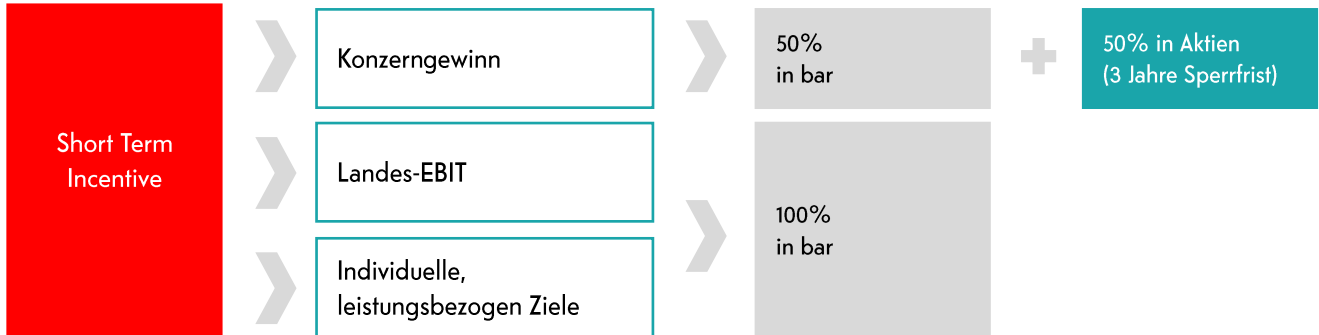 Short Term
Incentive
Konzerngewinn
50%
in bar
50% in Aktien
(3 Jahre Sperrfrist)
Landes-EBIT
Individuelle,
leistungsbezogen Ziele
100%
in bar